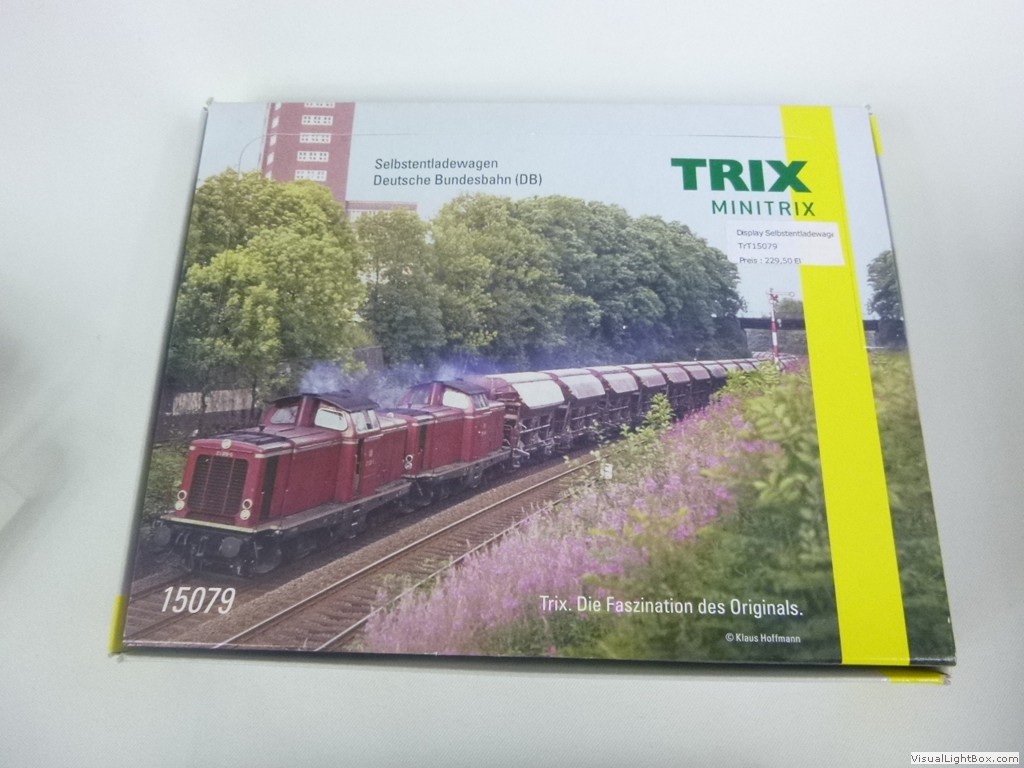 Selbstentladewagen
Deutsche Bundesbahn (DB)
TRIX
MINITRIX
Display Selbstentladewage
TrT15079
Preis : 229,50 €
15079
Trix. Die Faszination des Originals.
© Klaus Hoffmann
VisualLightBox.com